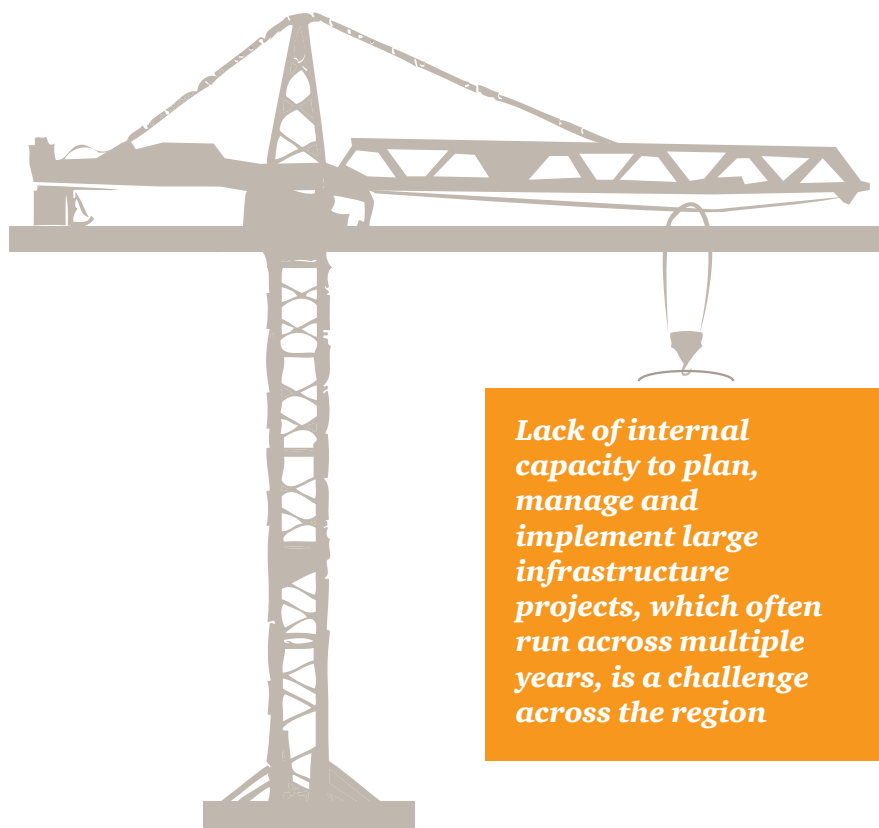 Lack of internal
capacity to plan,
manage and
implement large
infrastructure
projects, which often
run across multiple
years, is a challenge
across the region